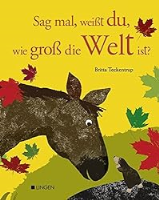 Sag mal, weißt du,
wie groß die Welt ist?
Britta Teckentrup
LINGEN